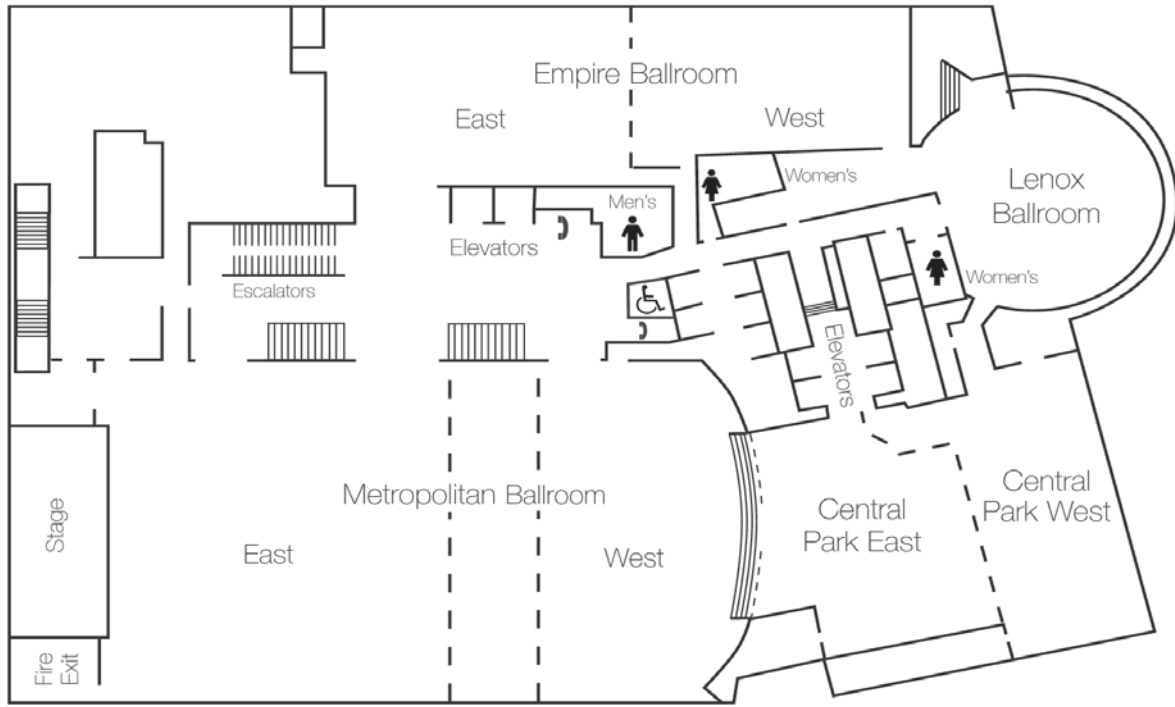 Empire Ballroom
East
West
Women's
Lenox
Ballroom
Men's
Elevators
Women's
Escalators
Elevators
Metropolitan Ballroom
East
West
Central
Park East
Central
Park West
Stage
Fire
Exit